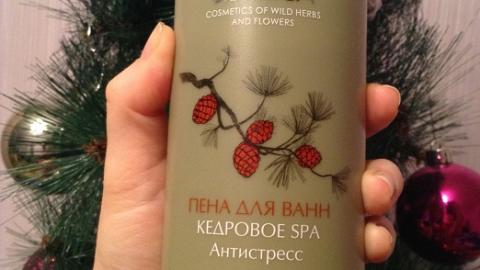 COSMETICS OF WILD HERBS
AND FLOWERS
ПЕНА ДЛЯ ВАНН
КЕДРОВОЕ SPA
Антистресс